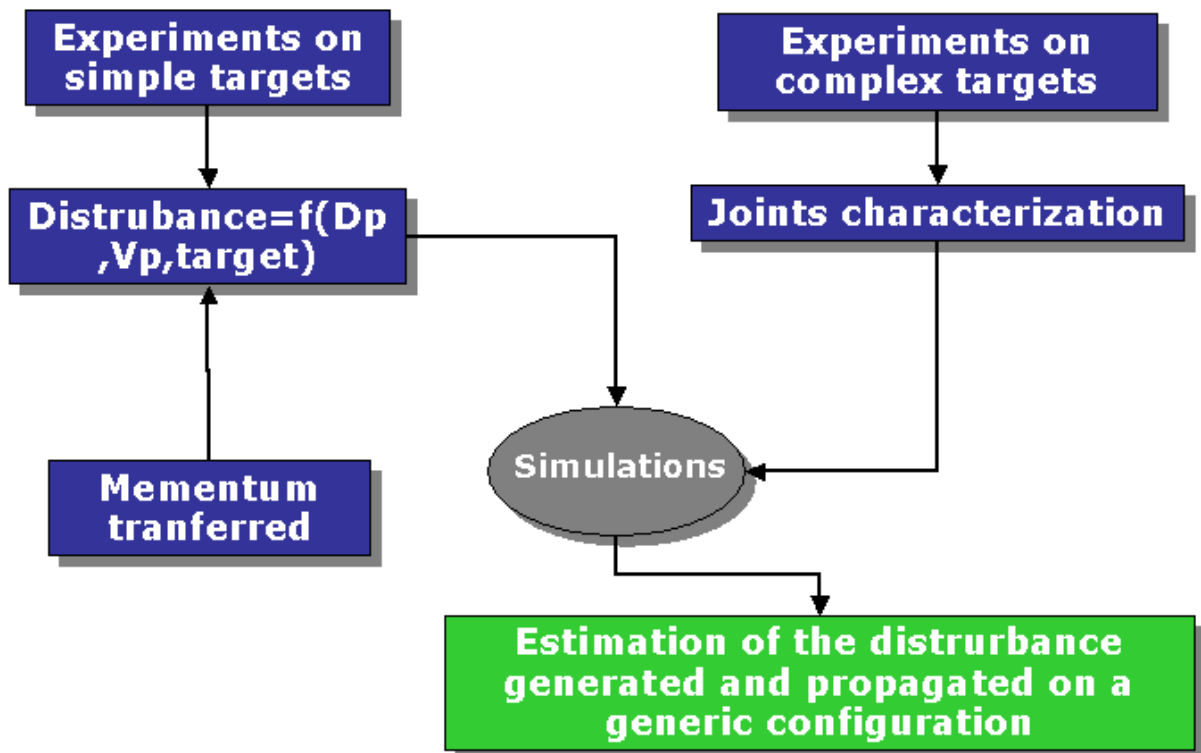 Experiments on
simple targets
Experiments on
complex targets
Distrubance=f(Dp
,Vp,target)
Joints characterization
Mementum
tranferred
Simulations
Estimation of the distrurbance
generated and propagated on a
generic configuration